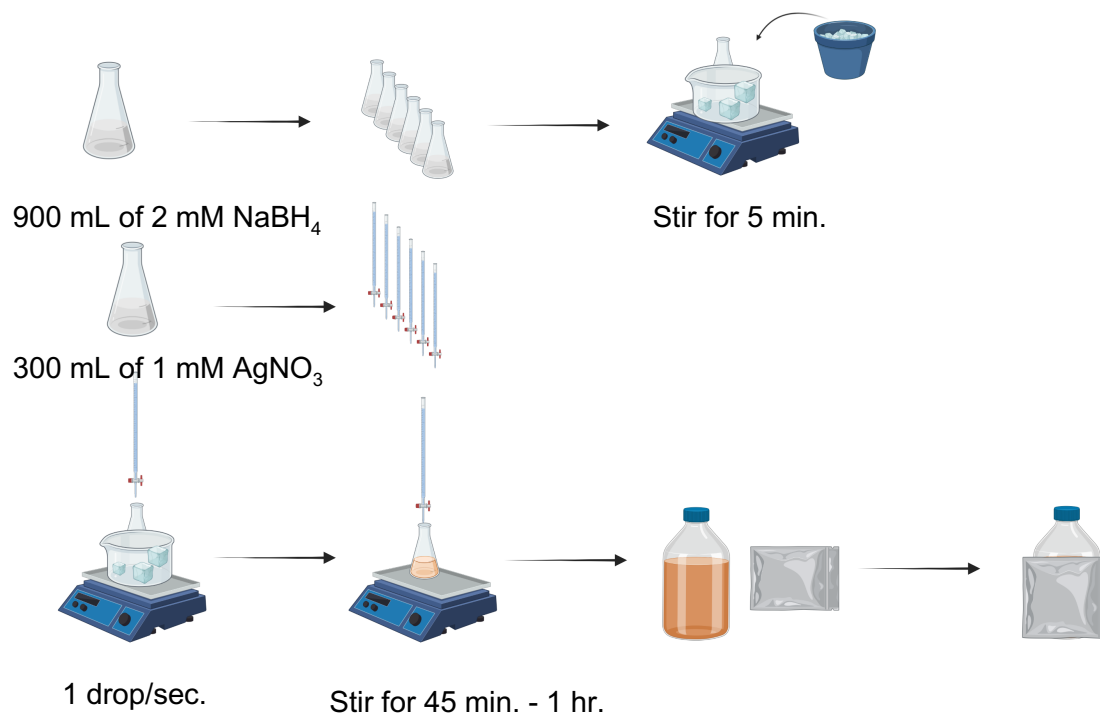 900 mL of 2 mM NaBH₄
Stir for 5 min.
300 mL of 1 mM AgNO₃
1 drop/sec.
Stir for 45 min. - 1 hr.